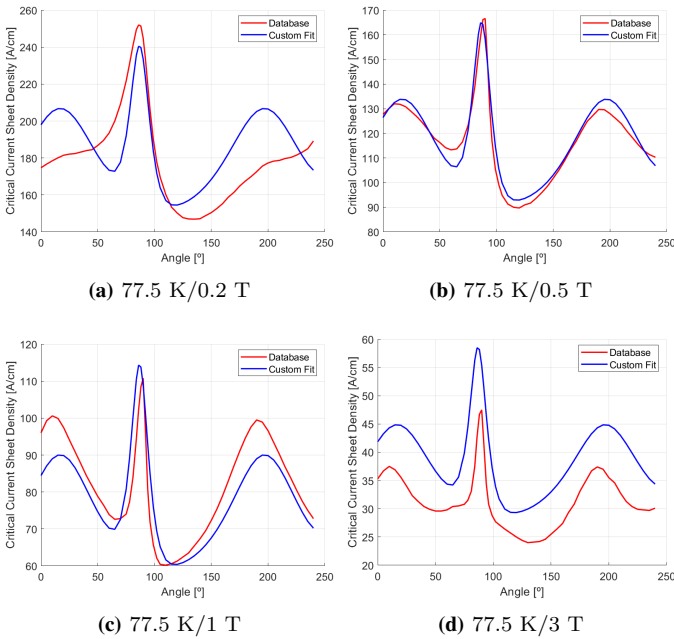 Critical Current Sheet Density [A/cm]
260
240
220
200
180
160
140
0
50
100
150
200
250
Angle [º]
Database
Custom Fit
(a) 77.5 K/0.2 T
Critical Current Sheet Density [A/cm]
170
160
150
140
130
120
110
100
90
80
70
0
50
100
150
200
250
Angle [º]
Database
Custom Fit
(b) 77.5 K/0.5 T
Critical Current Sheet Density [A/cm]
120
110
100
90
80
70
60
0
50
100
150
200
250
Angle [º]
Database
Custom Fit
(c) 77.5 K/1 T
Critical Current Sheet Density [A/cm]
60
55
50
45
40
35
30
25
20
0
50
100
150
200
250
Angle [º]
Database
Custom Fit
(d) 77.5 K/3 T